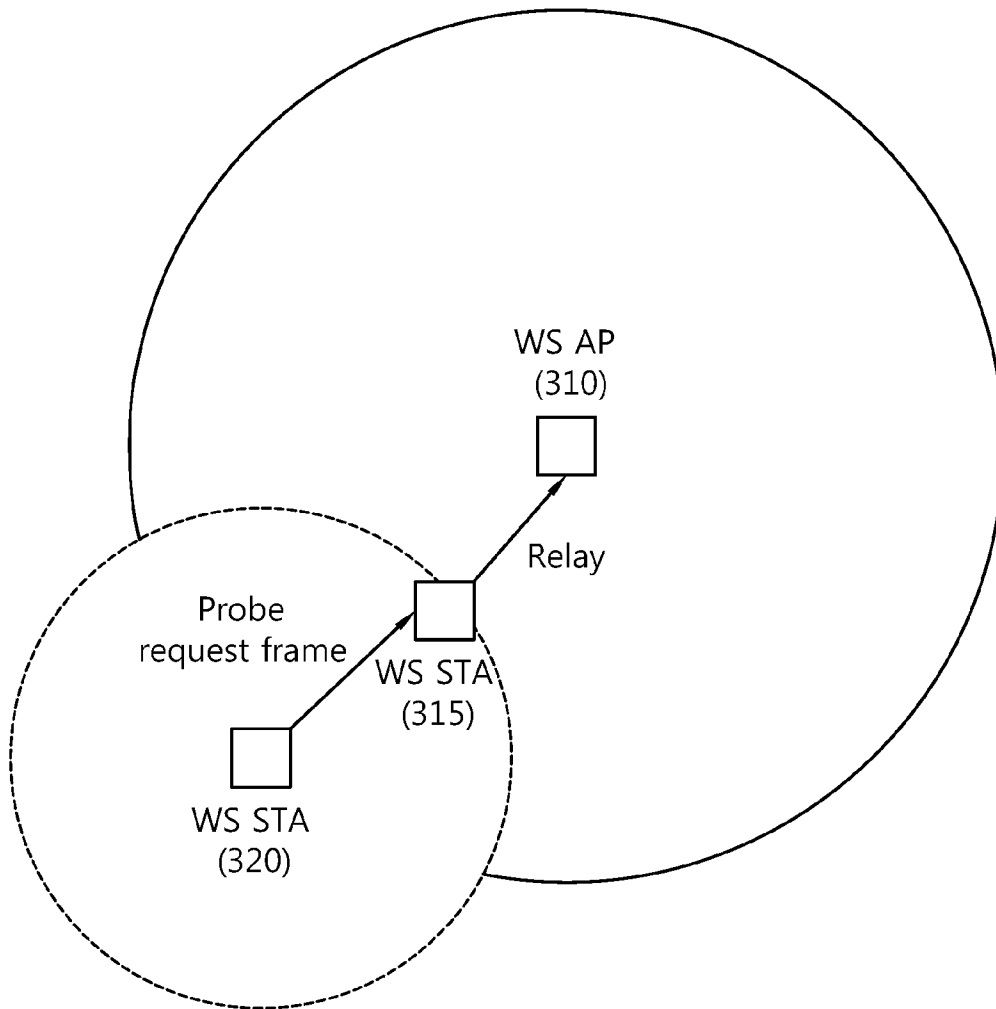 WS AP
(310)
Relay
Probe
request frame
WS STA
(315)
WS STA
(320)